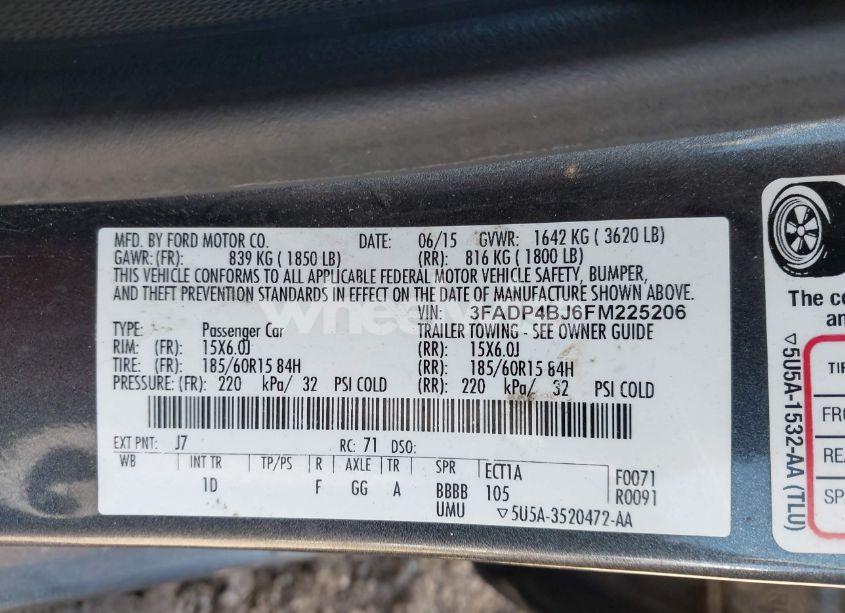 MFD. BY FORD MOTOR CO. DATE: 06/15 GVWR: 1642 KG ( 3620 LB)
GAWR: (FR): 839 KG ( 1850 LB) (RR): 816 KG ( 1800 LB)
THIS VEHICLE CONFORMS TO ALL APPLICABLE FEDERAL MOTOR VEHICLE SAFETY, BUMPER,
AND THEFT PREVENTION STANDARDS IN EFFECT ON THE DATE OF MANUFACTURE SHOWN ABOVE.
VIN: 3FADP4BJ6FM225206
TYPE: Passenger Car TRAILER TOWING - SEE OWNER GUIDE
RIM: (FR): 15X6.0J (RR): 15X6.0J
TIRE: (FR): 185/60R15 84H (RR): 185/60R15 84H
PRESSURE: (FR): 220 kPa/ 32 PSI COLD (RR): 220 kPa/ 32 PSI COLD
EXT PNT: J7 RC: 71 DSO:
WB INT TR TP/PS R AXLE TR SPR ECT1A F0071
1D F GG A BBBB 105 R0091
UMU ▽5U5A-3520472-AA
The co
an
TIR
FRO
REA
SP
▽5U5A-1532-AA (TLU)